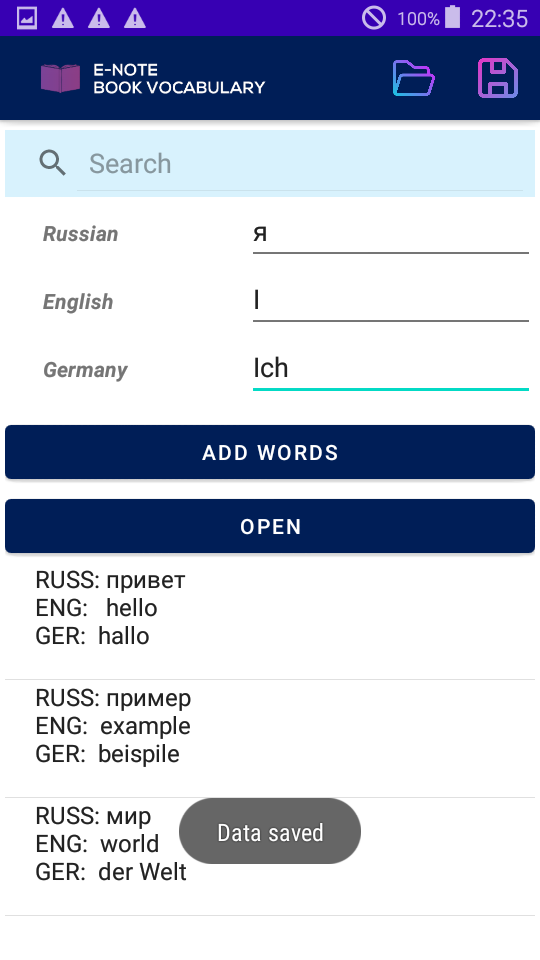 100% 22:35
E-NOTE
BOOK VOCABULARY
Search
Russian я
English I
Germany Ich
ADD WORDS
OPEN
RUSS: привет
ENG: hello
GER: hallo
RUSS: пример
ENG: example
GER: beispile
RUSS: мир
ENG: world
Data saved
GER: der Welt